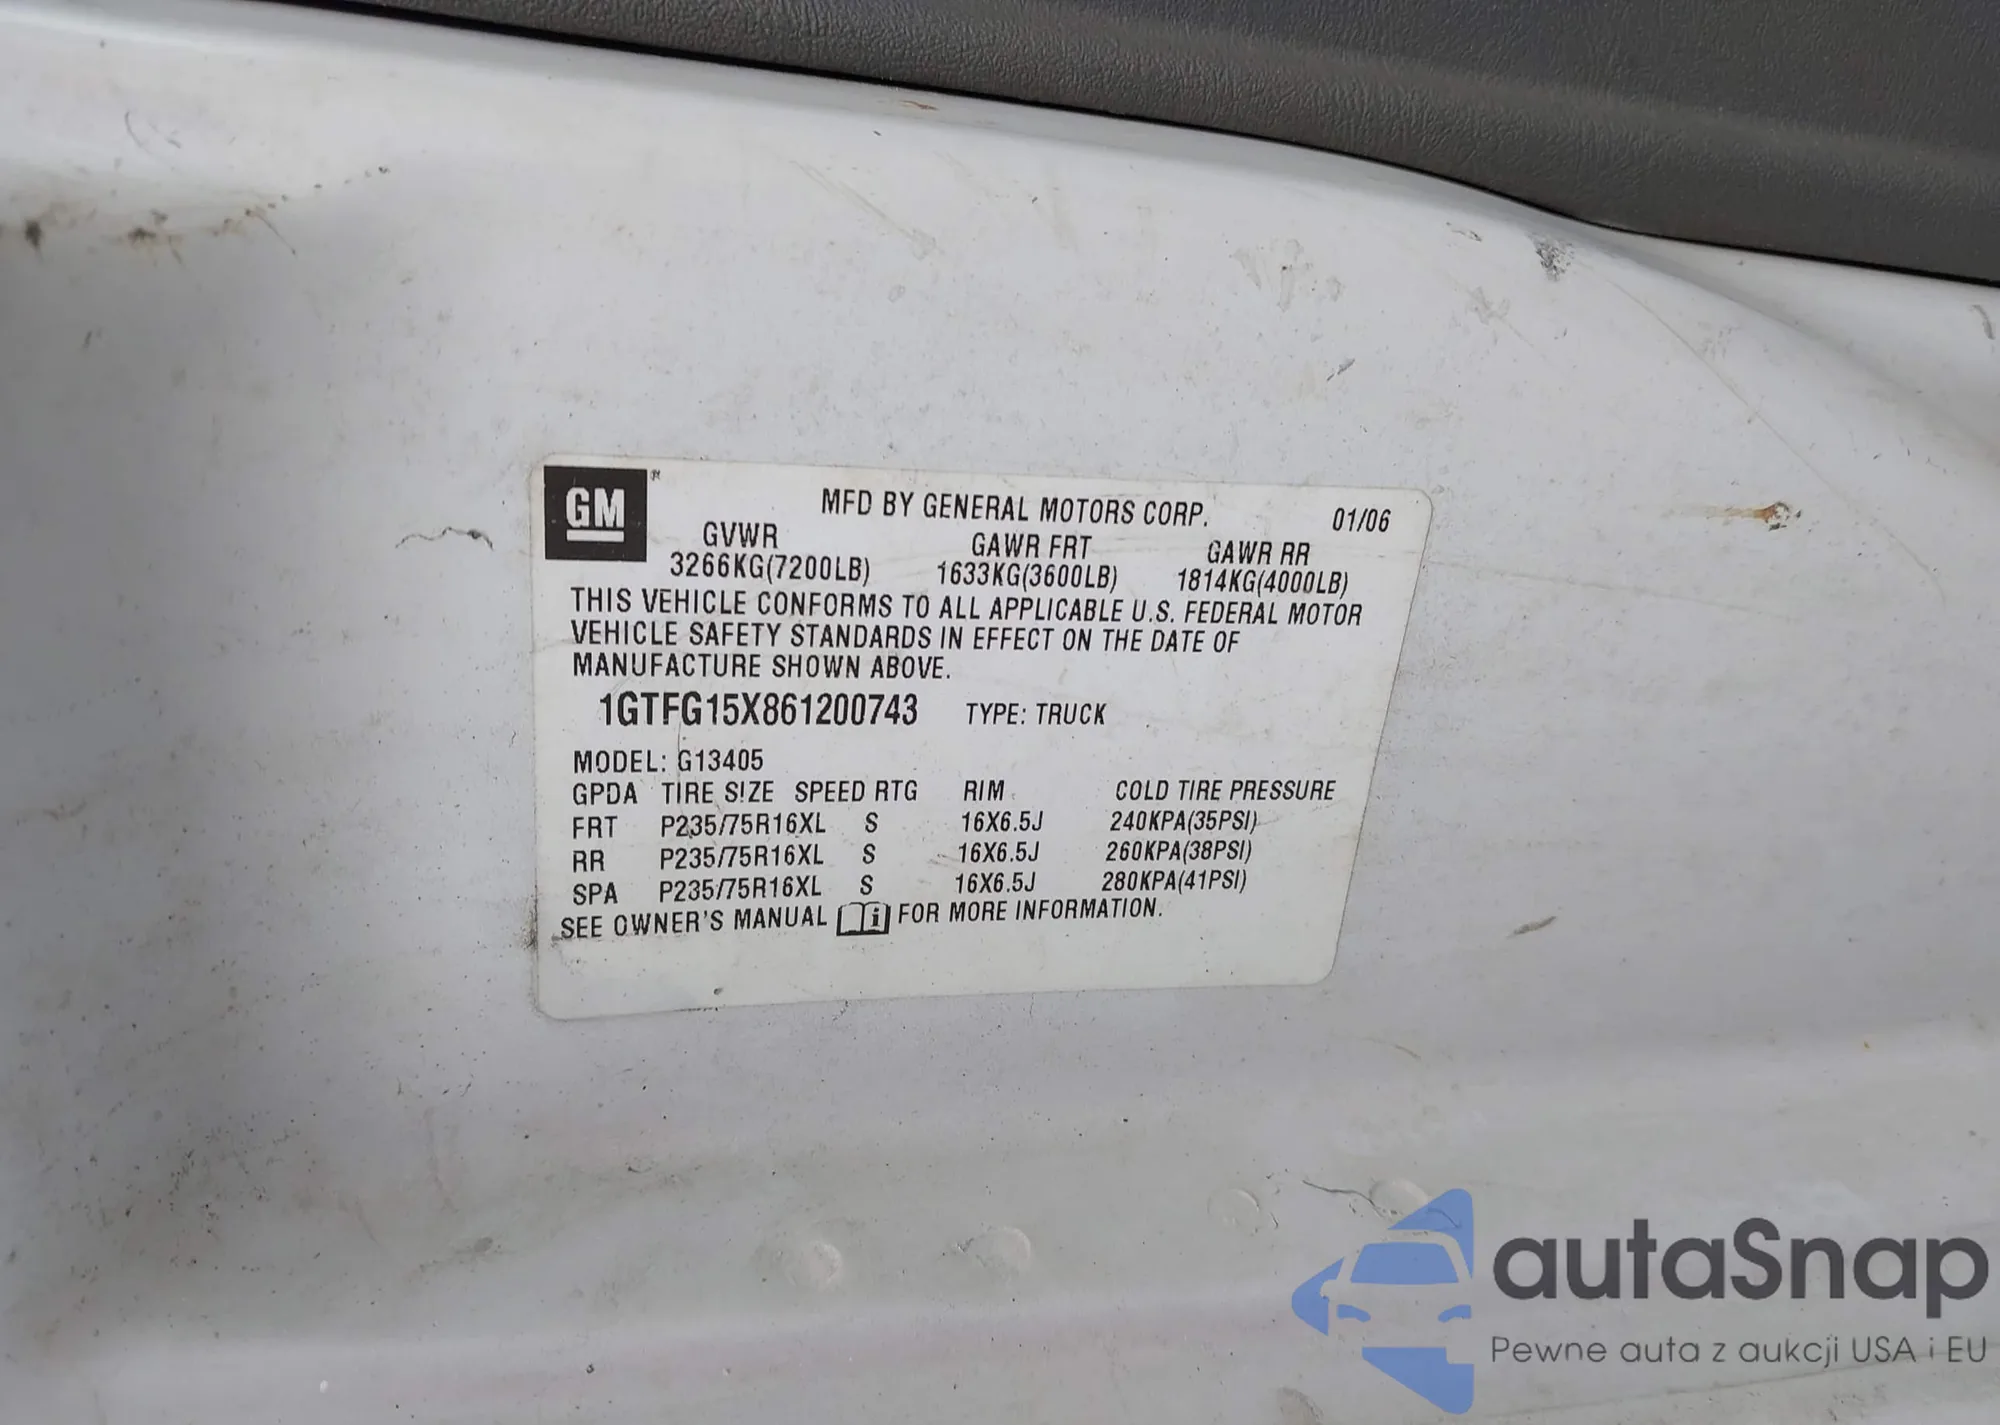 GM
MFD BY GENERAL MOTORS CORP. 01/06
GVWR GAWR FRT GAWR RR
3266KG(7200LB) 1633KG(3600LB) 1814KG(4000LB)
THIS VEHICLE CONFORMS TO ALL APPLICABLE U.S. FEDERAL MOTOR
VEHICLE SAFETY STANDARDS IN EFFECT ON THE DATE OF
MANUFACTURE SHOWN ABOVE.
1GTFG15X861200743 TYPE: TRUCK
MODEL: G13405
GPDA TIRE SIZE SPEED RTG RIM COLD TIRE PRESSURE
FRT P235/75R16XL S 16X6.5J 240KPA(35PSI)
RR P235/75R16XL S 16X6.5J 260KPA(38PSI)
SPA P235/75R16XL S 16X6.5J 280KPA(41PSI)
SEE OWNER'S MANUAL i FOR MORE INFORMATION.
autaSnap
Pewne auta z aukcji USA i EU